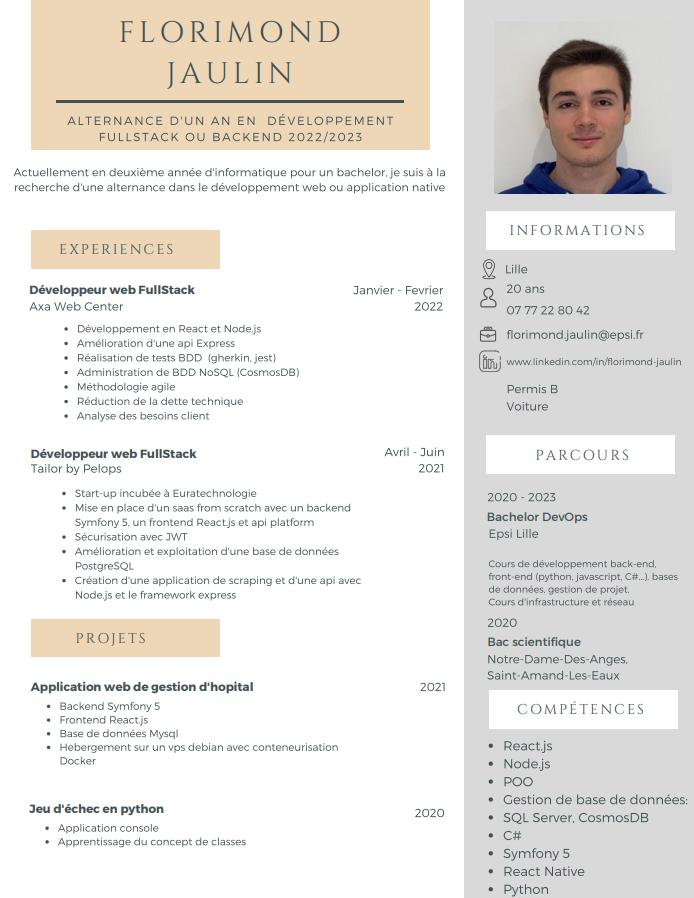 FLORIMOND
JAULIN
ALTERNANCE D'UN AN EN DÉVELOPPEMENT
FULLSTACK OU BACKEND 2022/2023
Actuellement en deuxième année d'informatique pour un bachelor, je suis à la
recherche d'une alternance dans le développement web ou application native
EXPERIENCES
Développeur web FullStack
Janvier - Fevrier
Axa Web Center
2022
Développement en React et Node.js
Amélioration d'une api Express
Réalisation de tests BDD (gherkin, jest)
Administration de BDD NoSQL (CosmosDB)
Méthodologie agile
Réduction de la dette technique
Analyse des besoins client
Développeur web FullStack
Avril - Juin
Tailor by Pelops
2021
Start-up incubée à Euratechnologie
Mise en place d'un saas from scratch avec un backend
Symfony 5, un frontend React.js et api platform
Sécurisation avec JWT
Amélioration et exploitation d'une base de données
PostgreSQL
Création d'une application de scraping et d'une api avec
Node.js et le framework express
PROJETS
Application web de gestion d'hopital
2021
Backend Symfony 5
Frontend React.js
Base de données Mysql
Hebergement sur un vps debian avec conteneurisation
Docker
Jeu d'échec en python
2020
Application console
Apprentissage du concept de classes
INFORMATIONS
Lille
20 ans
07 77 22 80 42
florimond.jaulin@epsi.fr
www.linkedin.com/in/florimond-jaulin
Permis B
Voiture
PARCOURS
2020 - 2023
Bachelor DevOps
Epsi Lille
Cours de développement back-end,
front-end (python, javascript, C#...), bases
de données, gestion de projet.
Cours d'infrastructure et réseau
2020
Bac scientifique
Notre-Dame-Des-Anges,
Saint-Amand-Les-Eaux
COMPÉTENCES
React.js
Node.js
POO
Gestion de base de données:
SQL Server, CosmosDB
C#
Symfony 5
React Native
Python